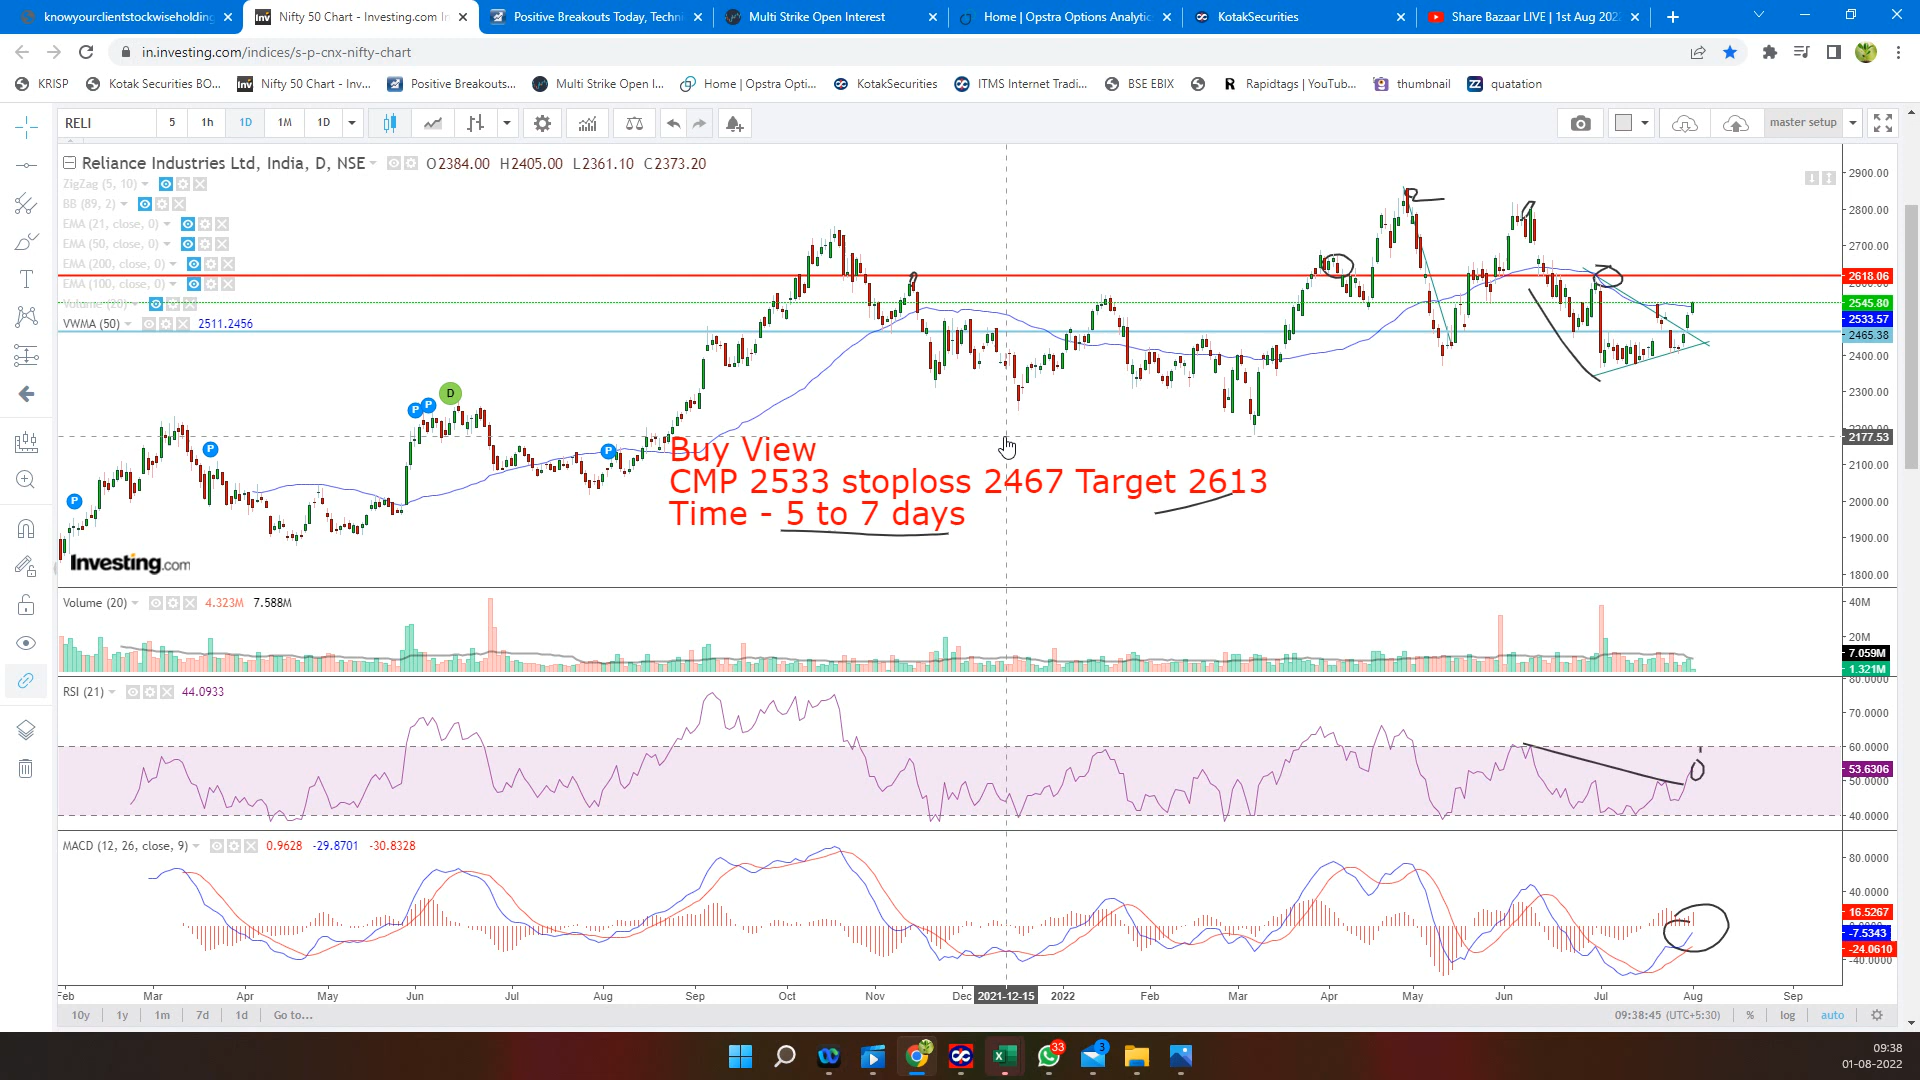 knowyourclientstockwiseholding
Nifty 50 Chart - Investing.com In
Positive Breakouts Today, Techni
Multi Strike Open Interest
Home | Opstra Options Analytic
KotakSecurities
Share Bazaar LIVE | 1st Aug 202
in.investing.com/indices/s-p-cnx-nifty-chart
KRISP
Kotak Securities BO...
Nifty 50 Chart - Inv...
Positive Breakouts...
Multi Strike Open I...
Home | Opstra Opti...
KotakSecurities
ITMS Internet Tradi...
BSE EBIX
Rapidtags | YouTub...
thumbnail
quatation
RELI 5 1h 1D 1M 1D
master setup
Reliance Industries Ltd, India, D, NSE O2384.00 H2405.00 L2361.10 C2373.20
ZigZag (5, 10)
BB (89, 2)
EMA (21, close, 0)
EMA (50, close, 0)
EMA (200, close, 0)
EMA (100, close, 0)
Volume (20)
VWMA (50) 2511.2456
2900.00
2800.00
2700.00
2618.06
2545.80
2533.57
2465.38
2400.00
2300.00
2177.53
2100.00
2000.00
1900.00
1800.00
P
P
P
P
D
P
Buy View
CMP 2533 stoploss 2467 Target 2613
Time - 5 to 7 days
Investing.com
Volume (20) 4.323M 7.588M
40M
20M
7.059M
1.321M
RSI (21) 44.0933
80.0000
70.0000
60.0000
53.6306
50.0000
40.0000
MACD (12, 26, close, 9) 0.9628 -29.8701 -30.8328
80.0000
40.0000
16.5267
-7.5343
-24.0610
-40.0000
Feb Mar Apr May Jun Jul Aug Sep Oct Nov Dec 2021-12-15 2022 Feb Mar Apr May Jun Jul Aug Sep
10y 1y 1m 7d 1d Go to...
09:38:45 (UTC+5:30) % log auto
33
3
09:38
01-08-2022